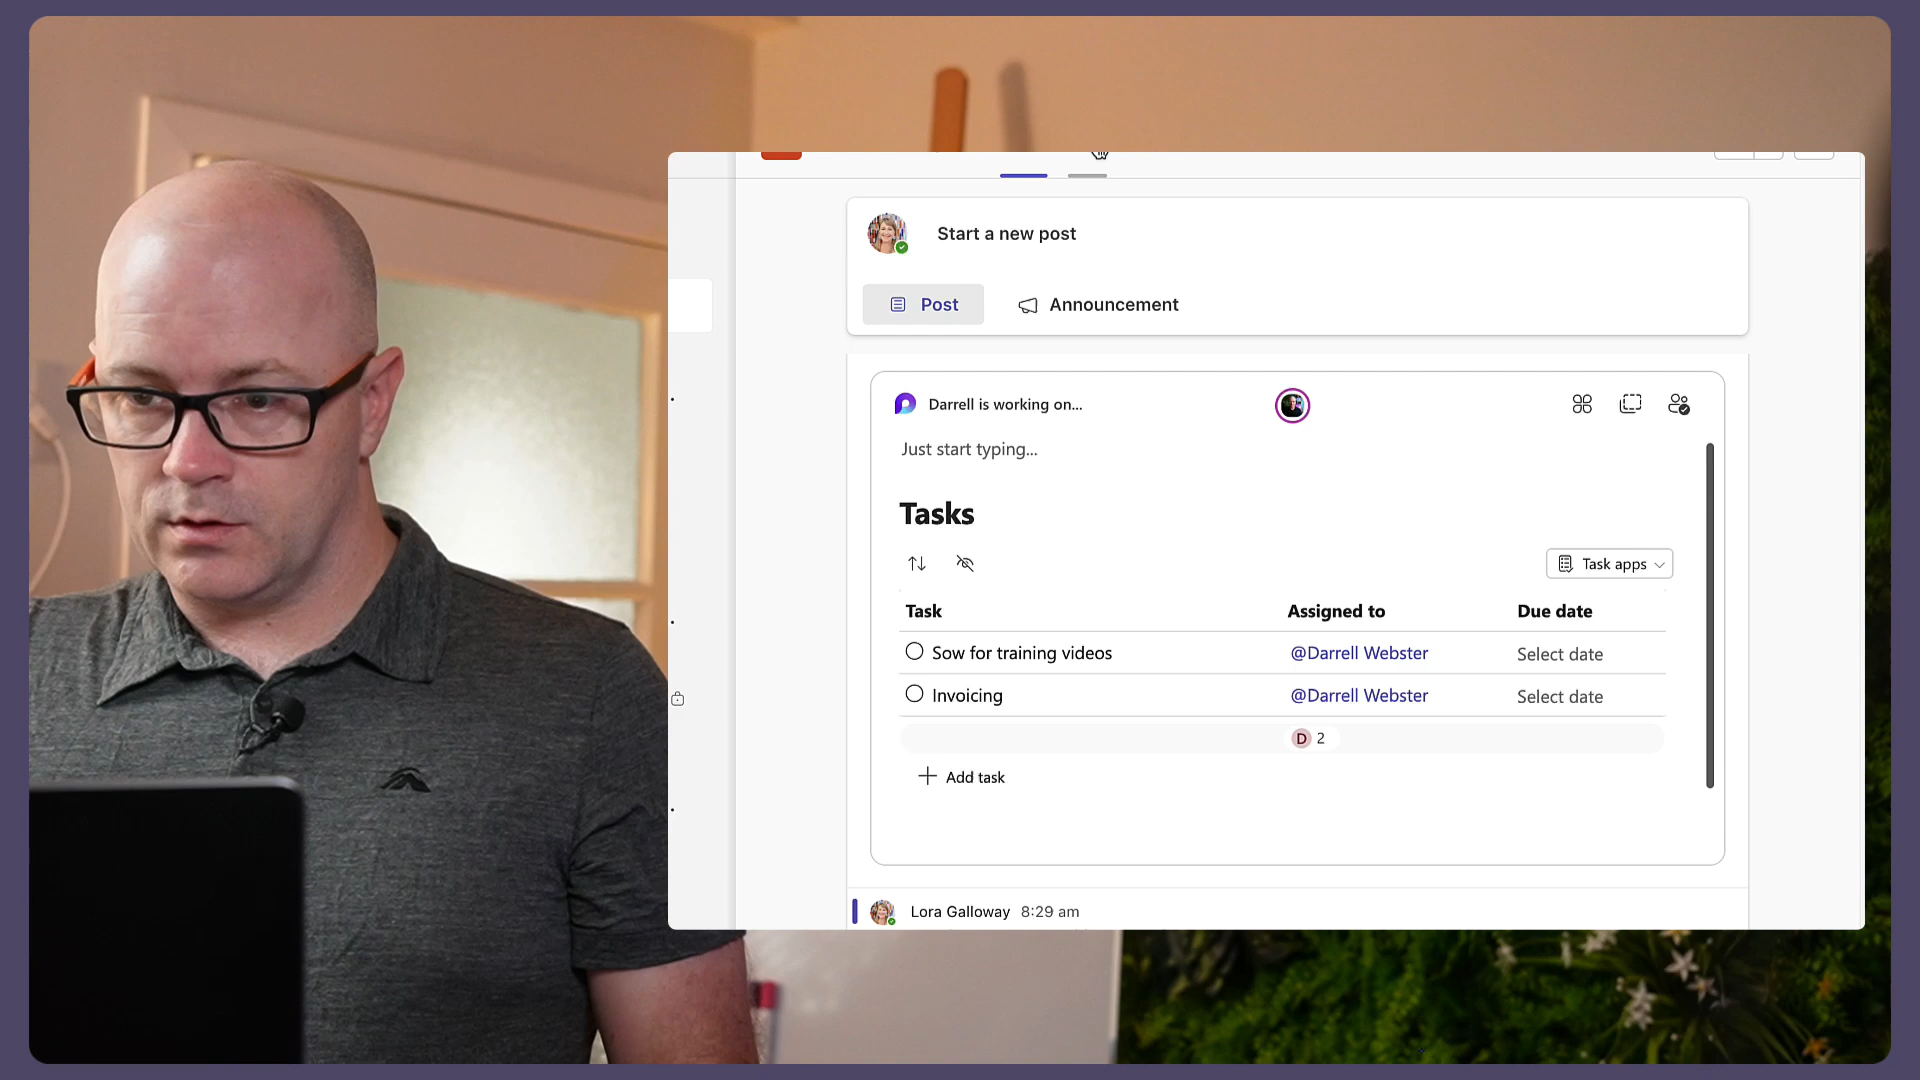 Start a new post
Post
Announcement
Darrell is working on...
Just start typing...
Tasks
Task apps
Task
Assigned to
Due date
Sow for training videos
@Darrell Webster
Select date
Invoicing
@Darrell Webster
Select date
D 2
Add task
Lora Galloway 8:29 am